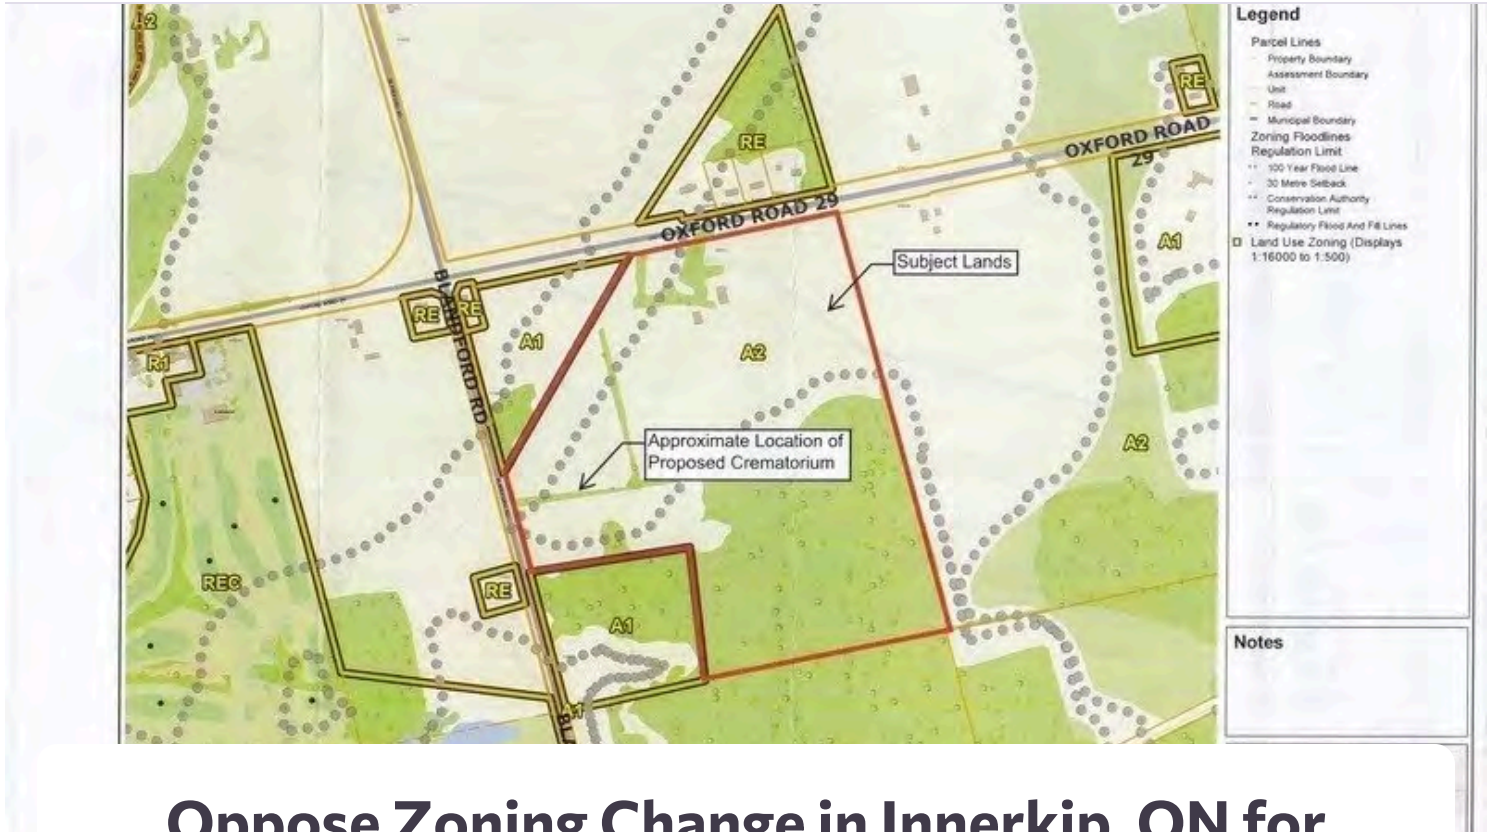 A2
Legend
Parcel Lines
Property Boundary
Assessment Boundary
Unit
Road
Municipal Boundary
Zoning Floodlines
Regulation Limit
100 Year Flood Line
30 Metre Setback
Conservation Authority
Regulation Limit
Regulatory Flood And Fill Lines
Land Use Zoning (Displays
1:16000 to 1:500)
RE
OXFORD ROAD
29
RE
OXFORD ROAD 29
A1
Subject Lands
BLANDFORD RD
RE
RE
A1
A2
R1
Approximate Location of
Proposed Crematorium
A2
REC
RE
A1
A1
BLA
Notes
Oppose Zoning Change in Innerkip, ON for